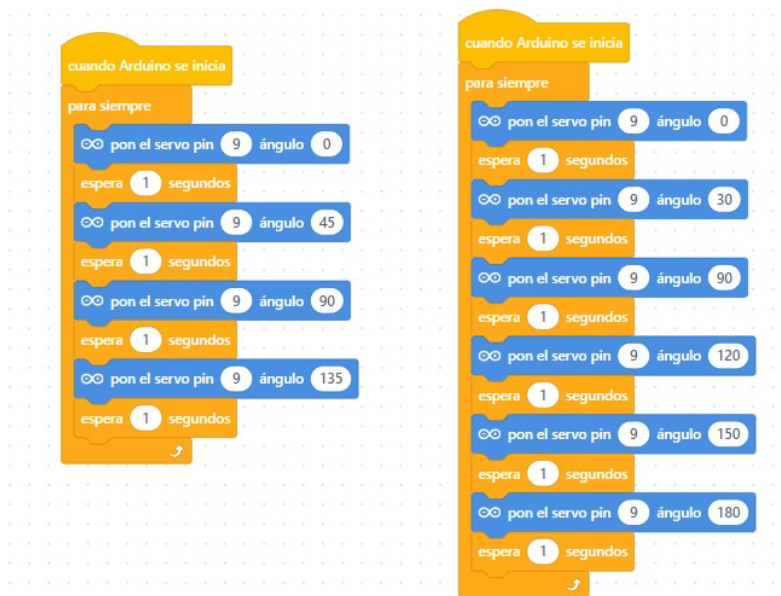 cuando Arduino se inicia
para siempre
pon el servo pin 9 ángulo 0
espera 1 segundos
pon el servo pin 9 ángulo 45
espera 1 segundos
pon el servo pin 9 ángulo 90
espera 1 segundos
pon el servo pin 9 ángulo 135
espera 1 segundos
cuando Arduino se inicia
para siempre
pon el servo pin 9 ángulo 0
espera 1 segundos
pon el servo pin 9 ángulo 30
espera 1 segundos
pon el servo pin 9 ángulo 90
espera 1 segundos
pon el servo pin 9 ángulo 120
espera 1 segundos
pon el servo pin 9 ángulo 150
espera 1 segundos
pon el servo pin 9 ángulo 180
espera 1 segundos